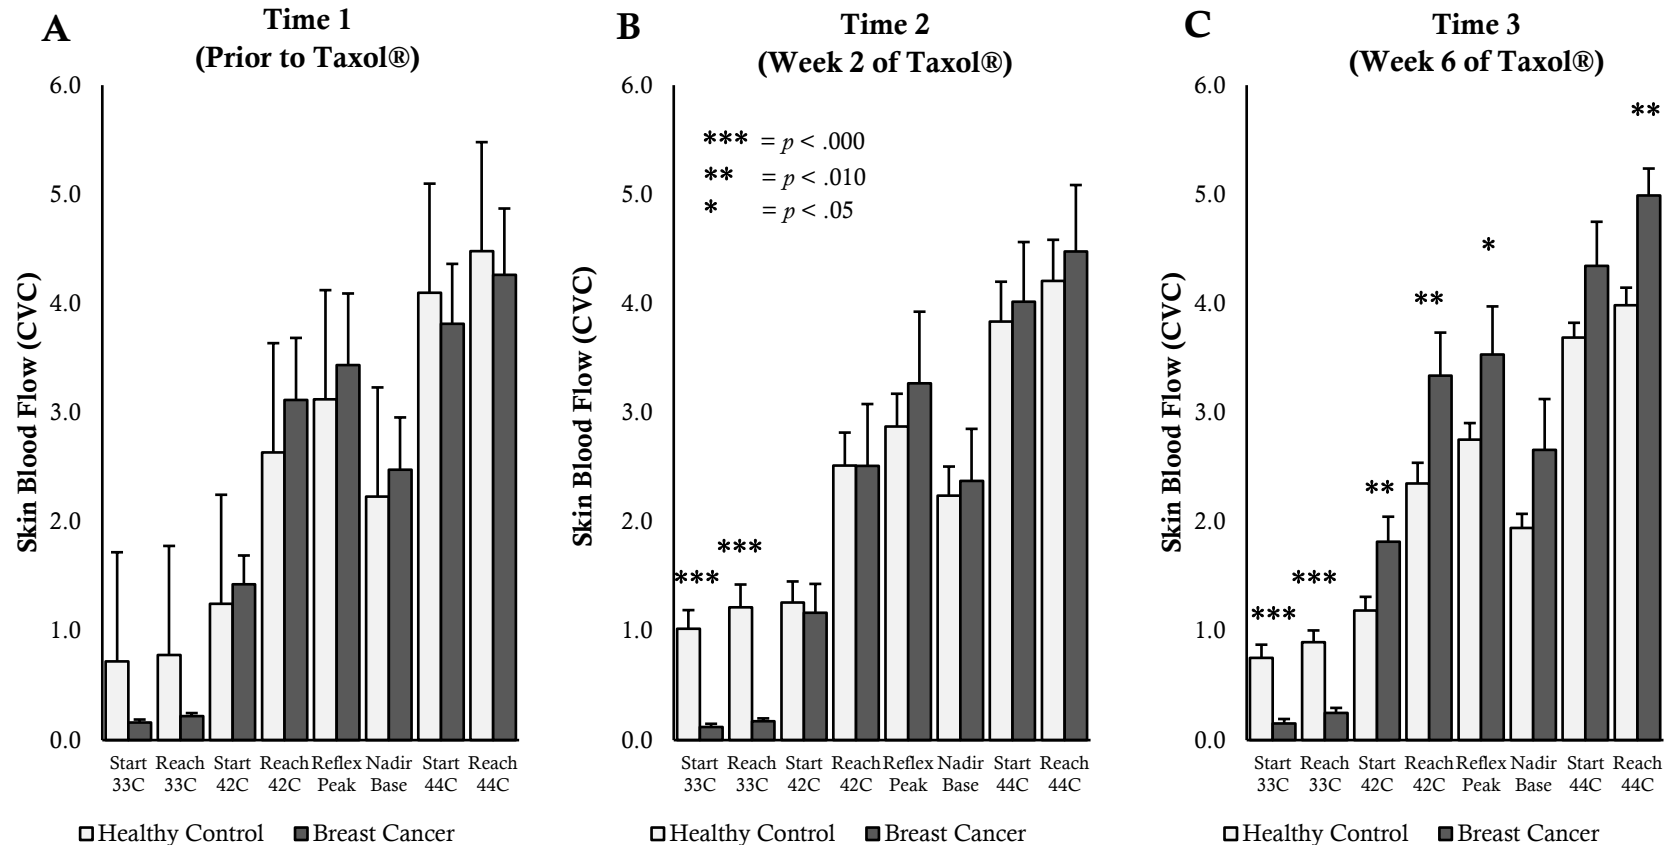 A
Time 1
(Prior to Taxol®)
Skin Blood Flow (CVC)
6.0
5.0
4.0
3.0
2.0
1.0
0.0
Start Reach Start Reach Reflex Nadir Start Reach
33C 33C 42C 42C Peak Base 44C 44C
Healthy Control Breast Cancer
B
Time 2
(Week 2 of Taxol®)
Skin Blood Flow (CVC)
6.0
5.0
4.0
3.0
2.0
1.0
0.0
*** = p < .000
** = p < .010
* = p < .05
***
***
Start Reach Start Reach Reflex Nadir Start Reach
33C 33C 42C 42C Peak Base 44C 44C
Healthy Control Breast Cancer
C
Time 3
(Week 6 of Taxol®)
Skin Blood Flow (CVC)
6.0
5.0
4.0
3.0
2.0
1.0
0.0
***
***
**
**
*
**
Start Reach Start Reach Reflex Nadir Start Reach
33C 33C 42C 42C Peak Base 44C 44C
Healthy Control Breast Cancer